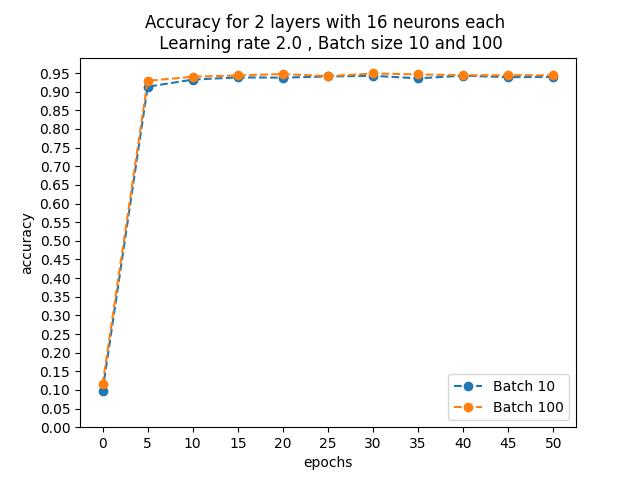 Accuracy for 2 layers with 16 neurons each
Learning rate 2.0 , Batch size 10 and 100
accuracy
0.95
0.90
0.85
0.80
0.75
0.70
0.65
0.60
0.55
0.50
0.45
0.40
0.35
0.30
0.25
0.20
0.15
0.10
0.05
0.00
Batch 10
Batch 100
0 5 10 15 20 25 30 35 40 45 50
epochs